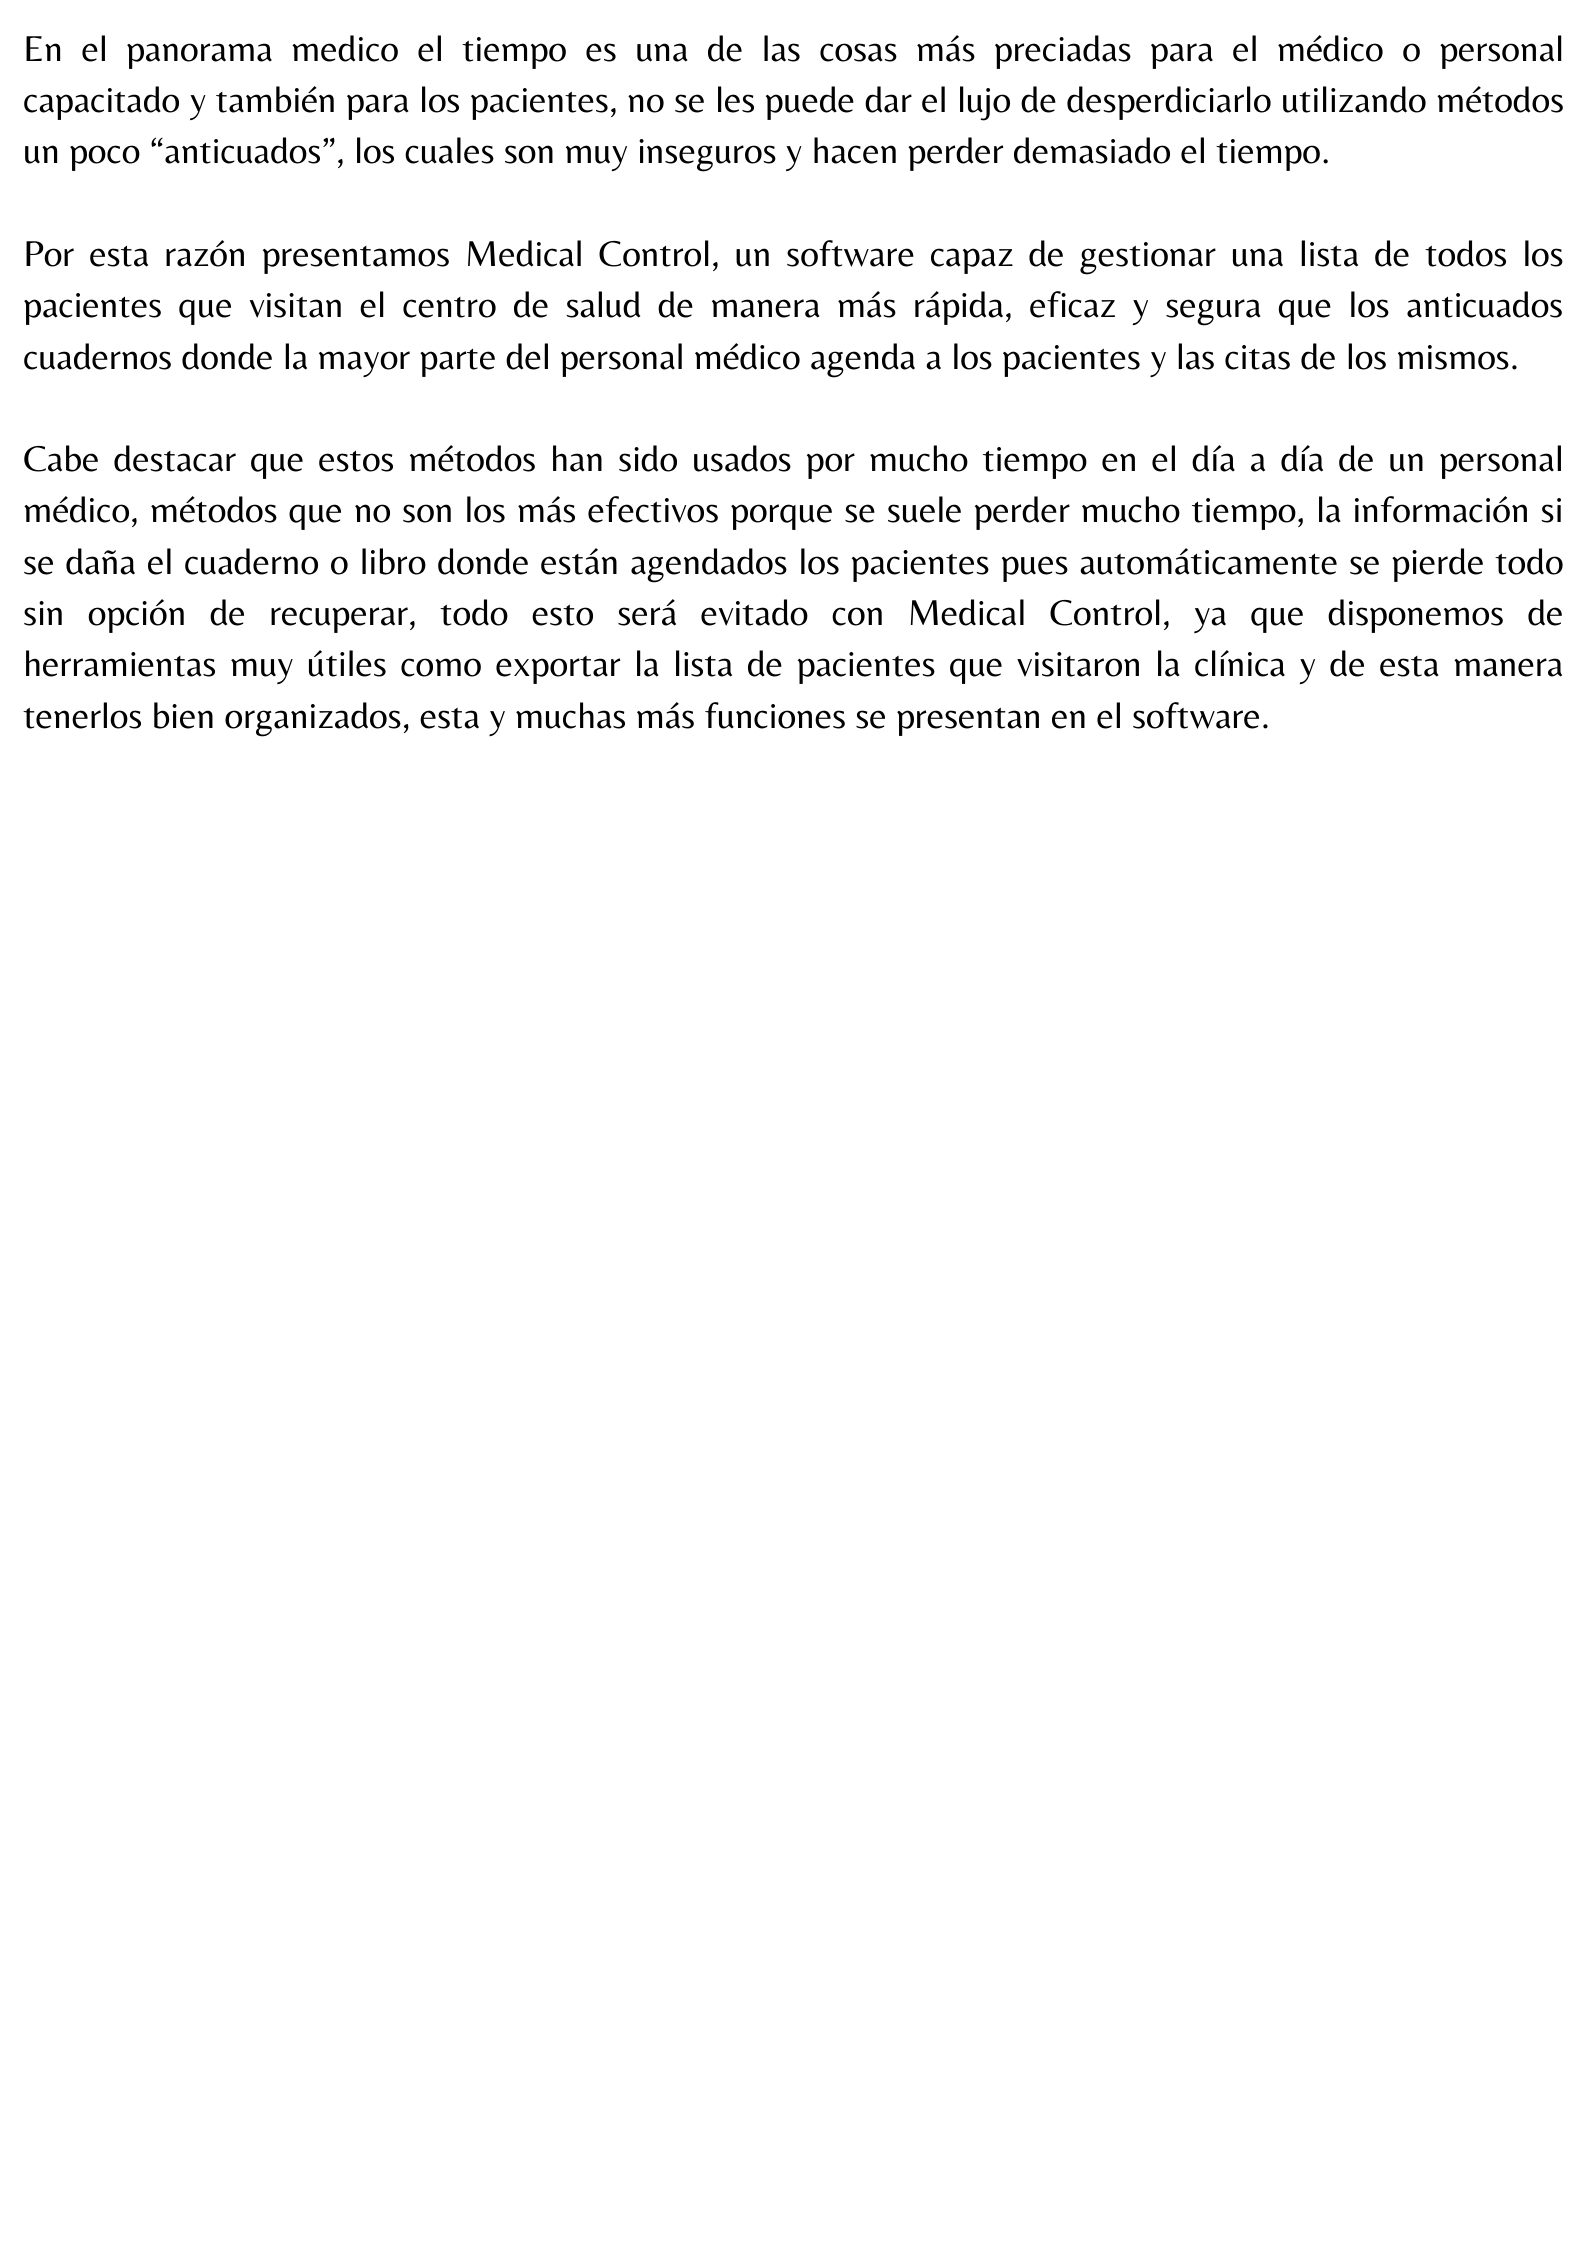 En el panorama medico el tiempo es una de las cosas más preciadas para el médico o personal
capacitado y también para los pacientes, no se les puede dar el lujo de desperdiciarlo utilizando métodos
un poco “anticuados”, los cuales son muy inseguros y hacen perder demasiado el tiempo.
Por esta razón presentamos Medical Control, un software capaz de gestionar una lista de todos los
pacientes que visitan el centro de salud de manera más rápida, eficaz y segura que los anticuados
cuadernos donde la mayor parte del personal médico agenda a los pacientes y las citas de los mismos.
Cabe destacar que estos métodos han sido usados por mucho tiempo en el día a día de un personal
médico, métodos que no son los más efectivos porque se suele perder mucho tiempo, la información si
se daña el cuaderno o libro donde están agendados los pacientes pues automáticamente se pierde todo
sin opción de recuperar, todo esto será evitado con Medical Control, ya que disponemos de
herramientas muy útiles como exportar la lista de pacientes que visitaron la clínica y de esta manera
tenerlos bien organizados, esta y muchas más funciones se presentan en el software.